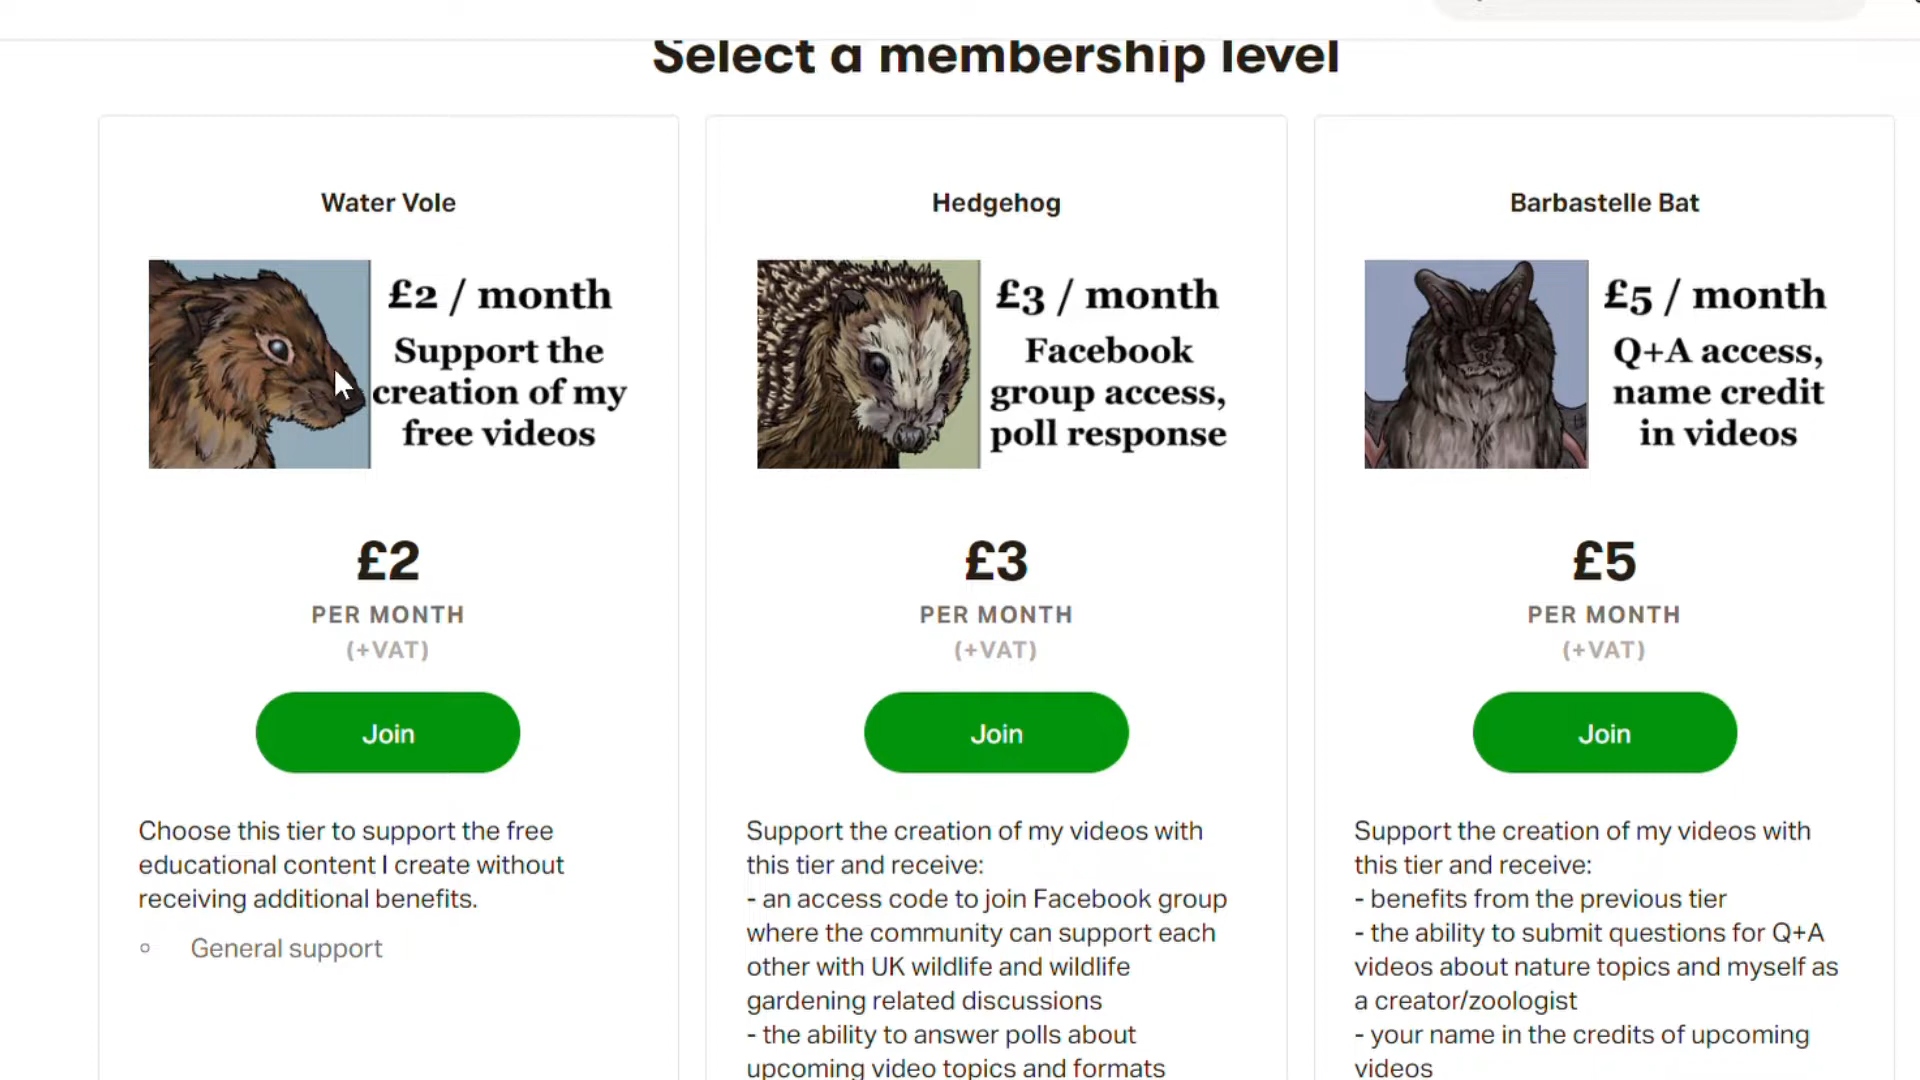 Select a membership level
Water Vole
£2 / month
Support the
creation of my
free videos
£2
PER MONTH
(+VAT)
Join
Choose this tier to support the free
educational content I create without
receiving additional benefits.
General support
Hedgehog
£3 / month
Facebook
group access,
poll response
£3
PER MONTH
(+VAT)
Join
Support the creation of my videos with
this tier and receive:
- an access code to join Facebook group
where the community can support each
other with UK wildlife and wildlife
gardening related discussions
- the ability to answer polls about
upcoming video topics and formats
Barbastelle Bat
£5 / month
Q+A access,
name credit
in videos
£5
PER MONTH
(+VAT)
Join
Support the creation of my videos with
this tier and receive:
- benefits from the previous tier
- the ability to submit questions for Q+A
videos about nature topics and myself as
a creator/zoologist
- your name in the credits of upcoming
videos